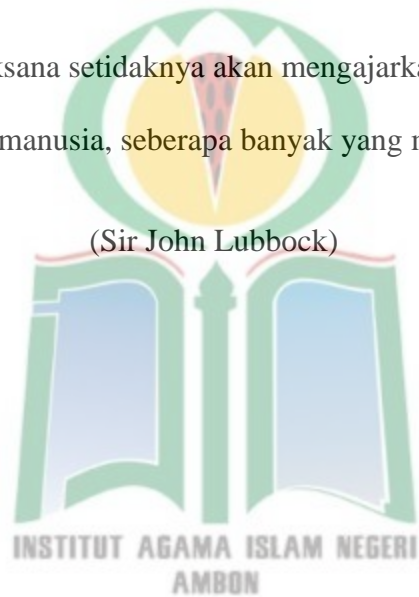 ksana setidaknya akan mengajarka
manusia, seberapa banyak yang
(Sir John Lubbock)
INSTITUT AGAMA ISLAM NEGERI
AMBON